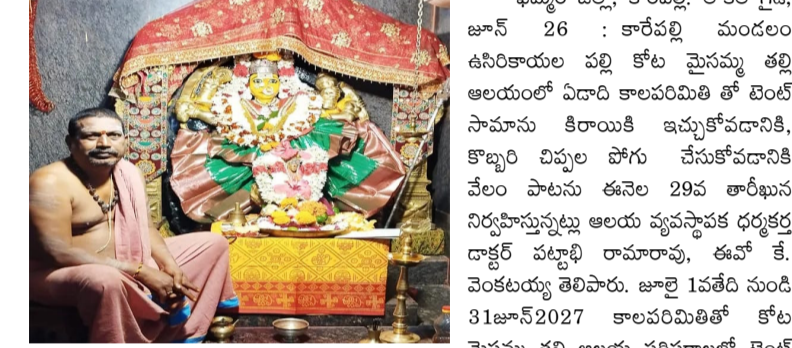 జూన్ 26 : కారేపల్లి మండలం
ఉసిరికాయల పల్లి కోట మైసమ్మ తల్లి
ఆలయంలో ఏడాది కాలపరిమితి తో టెంట్
సామాను కిరాయికి ఇచ్చుకోవడానికి,
కొబ్బరి చిప్పల పోగు చేసుకోవడానికి
వేలం పాటను ఈనెల 29వ తారీఖున
నిర్వహిస్తున్నట్లు ఆలయ వ్యవస్థాపక ధర్మకర్త
డాక్టర్ పట్టాభి రామారావు, ఈవో కే.
వెంకటయ్య తెలిపారు. జూలై 1వతేది నుండి
31జూన్2027 కాలపరిమితితో కోట